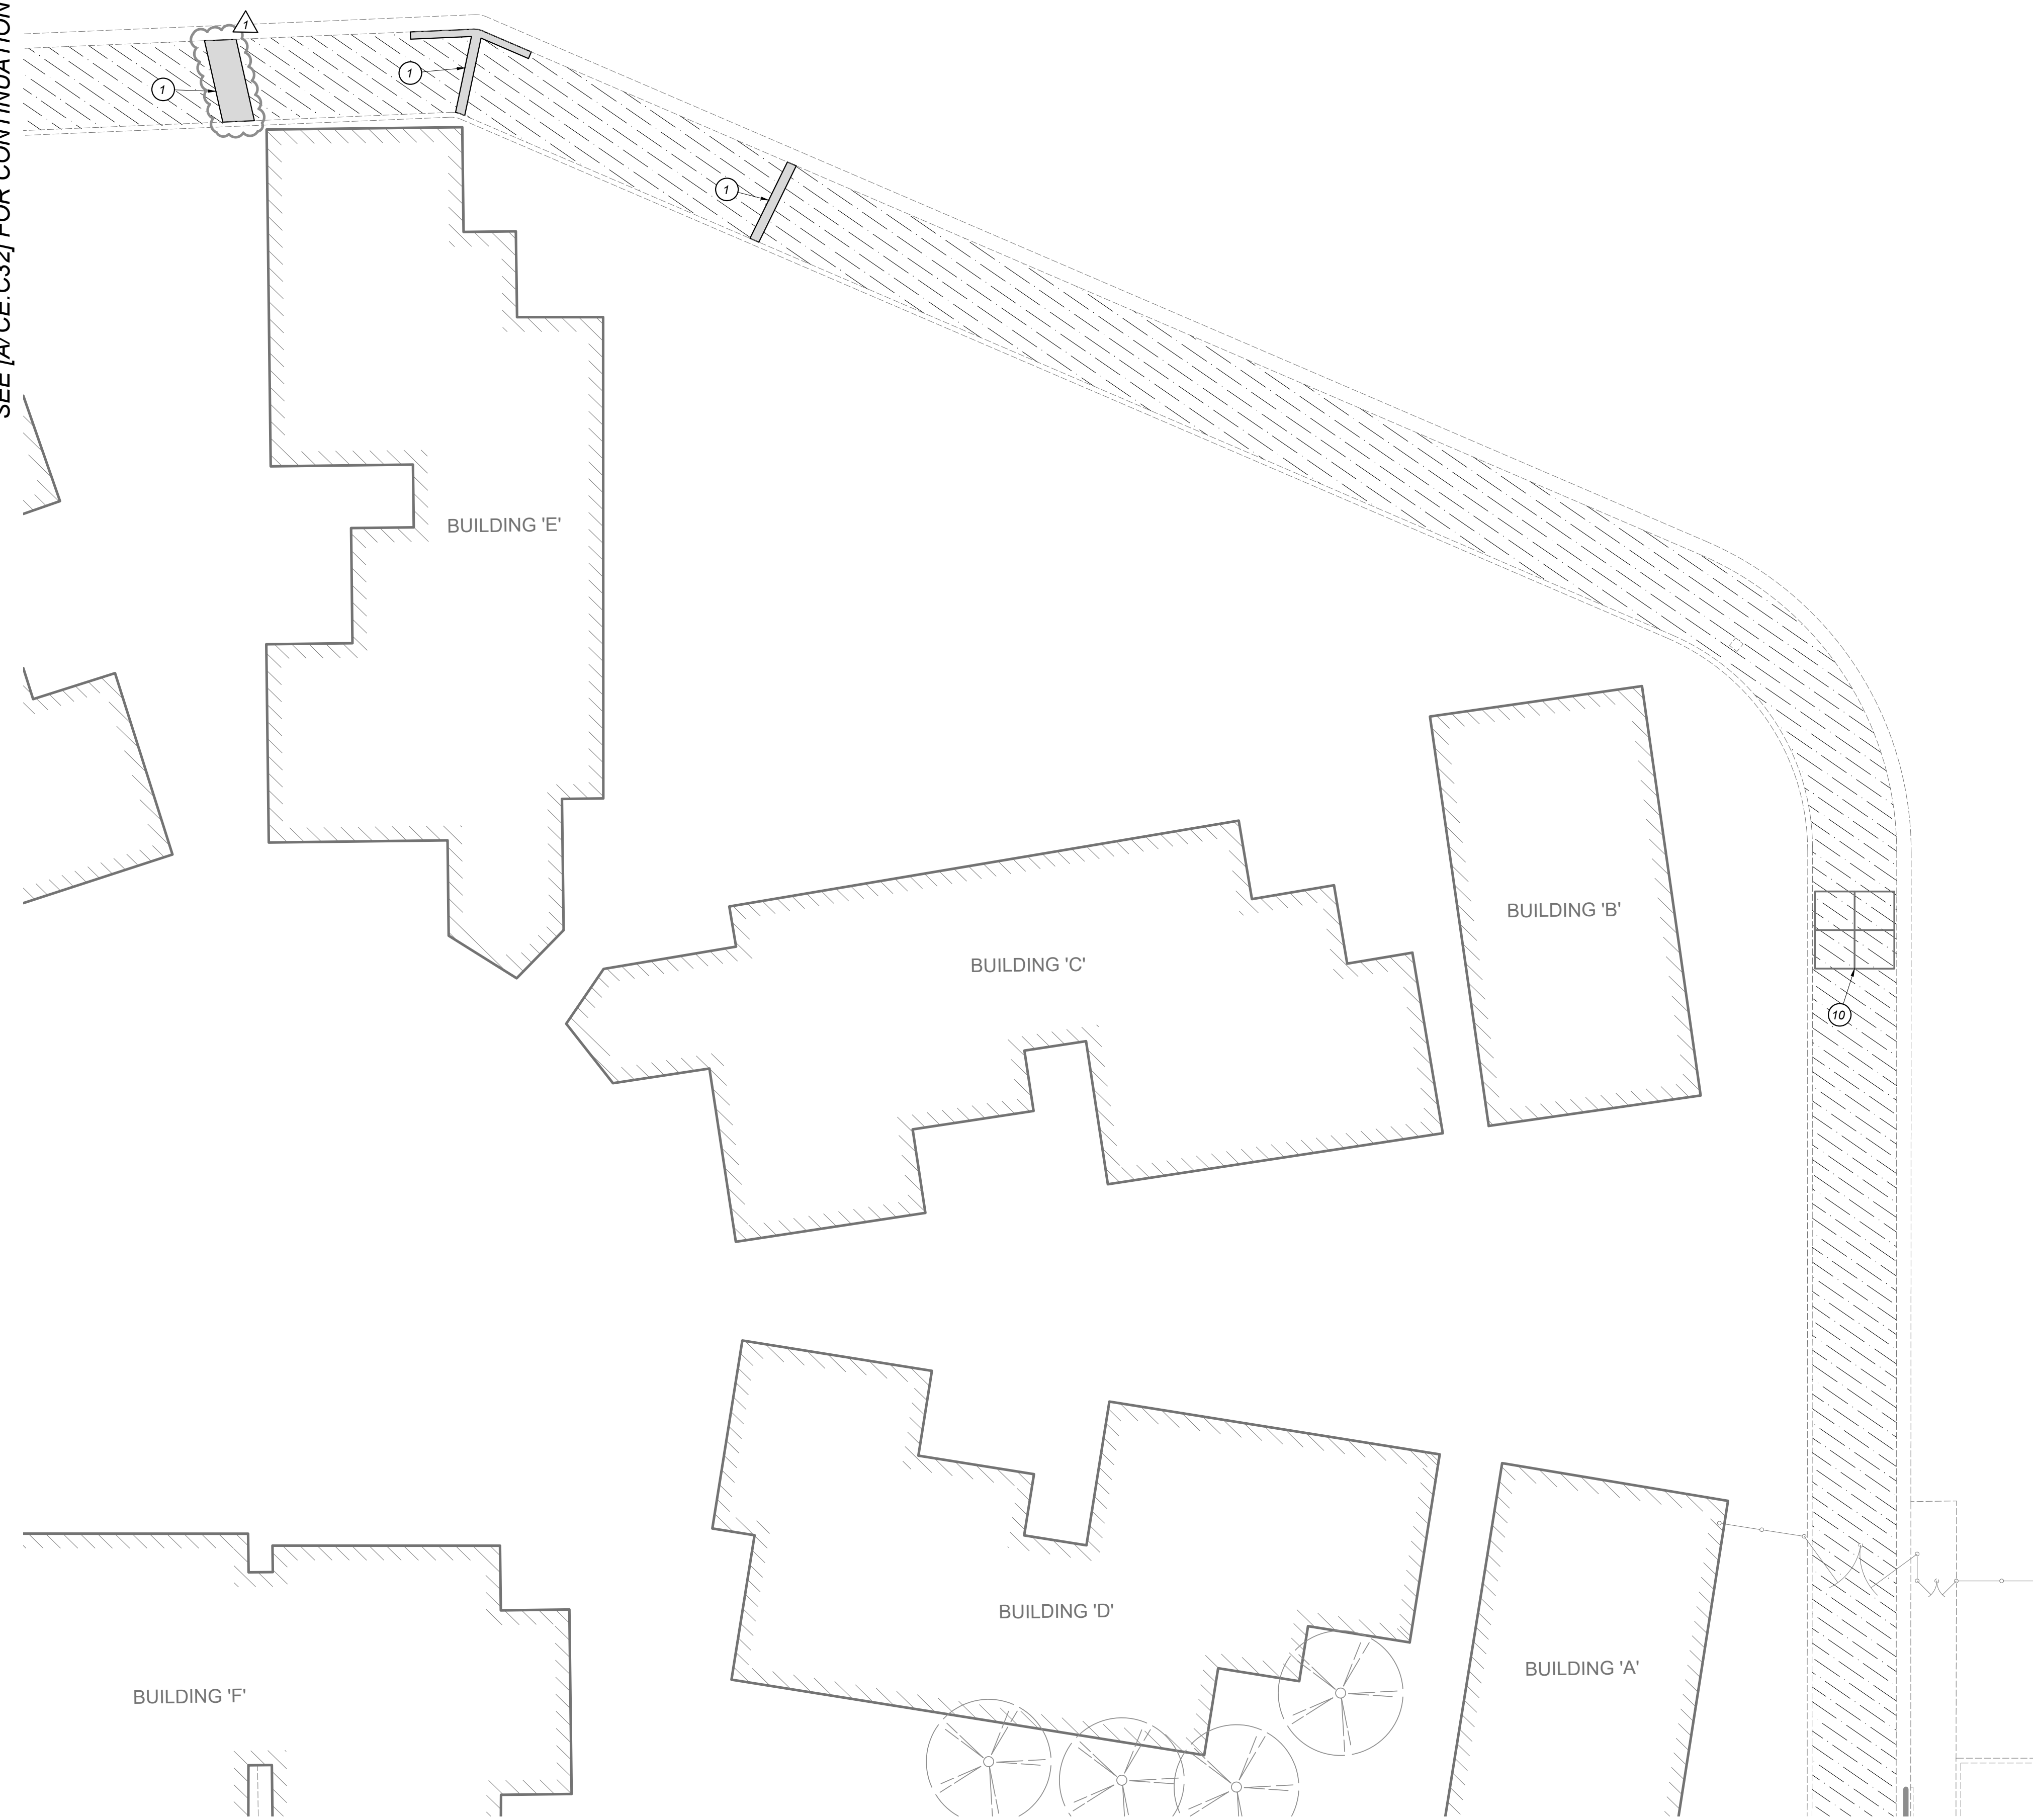 SEE [A/CE.C32] FOR CONTINUATION
1
1
1
1
BUILDING 'E'
BUILDING 'B'
BUILDING 'C'
10
BUILDING 'D'
BUILDING 'A'
BUILDING 'F'